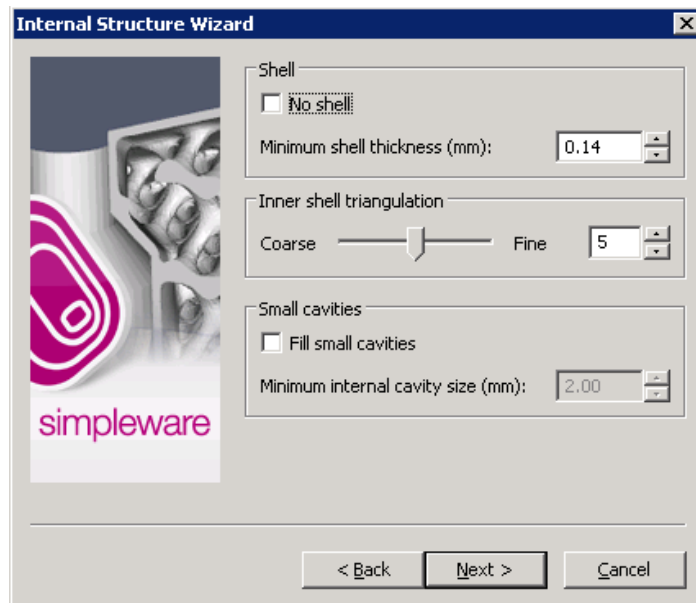 Internal Structure Wizard
Shell
No shell
Minimum shell thickness (mm): 0.14
Inner shell triangulation
Coarse Fine 5
Small cavities
Fill small cavities
Minimum internal cavity size (mm): 2.00
simpleware
< Back Next > Cancel